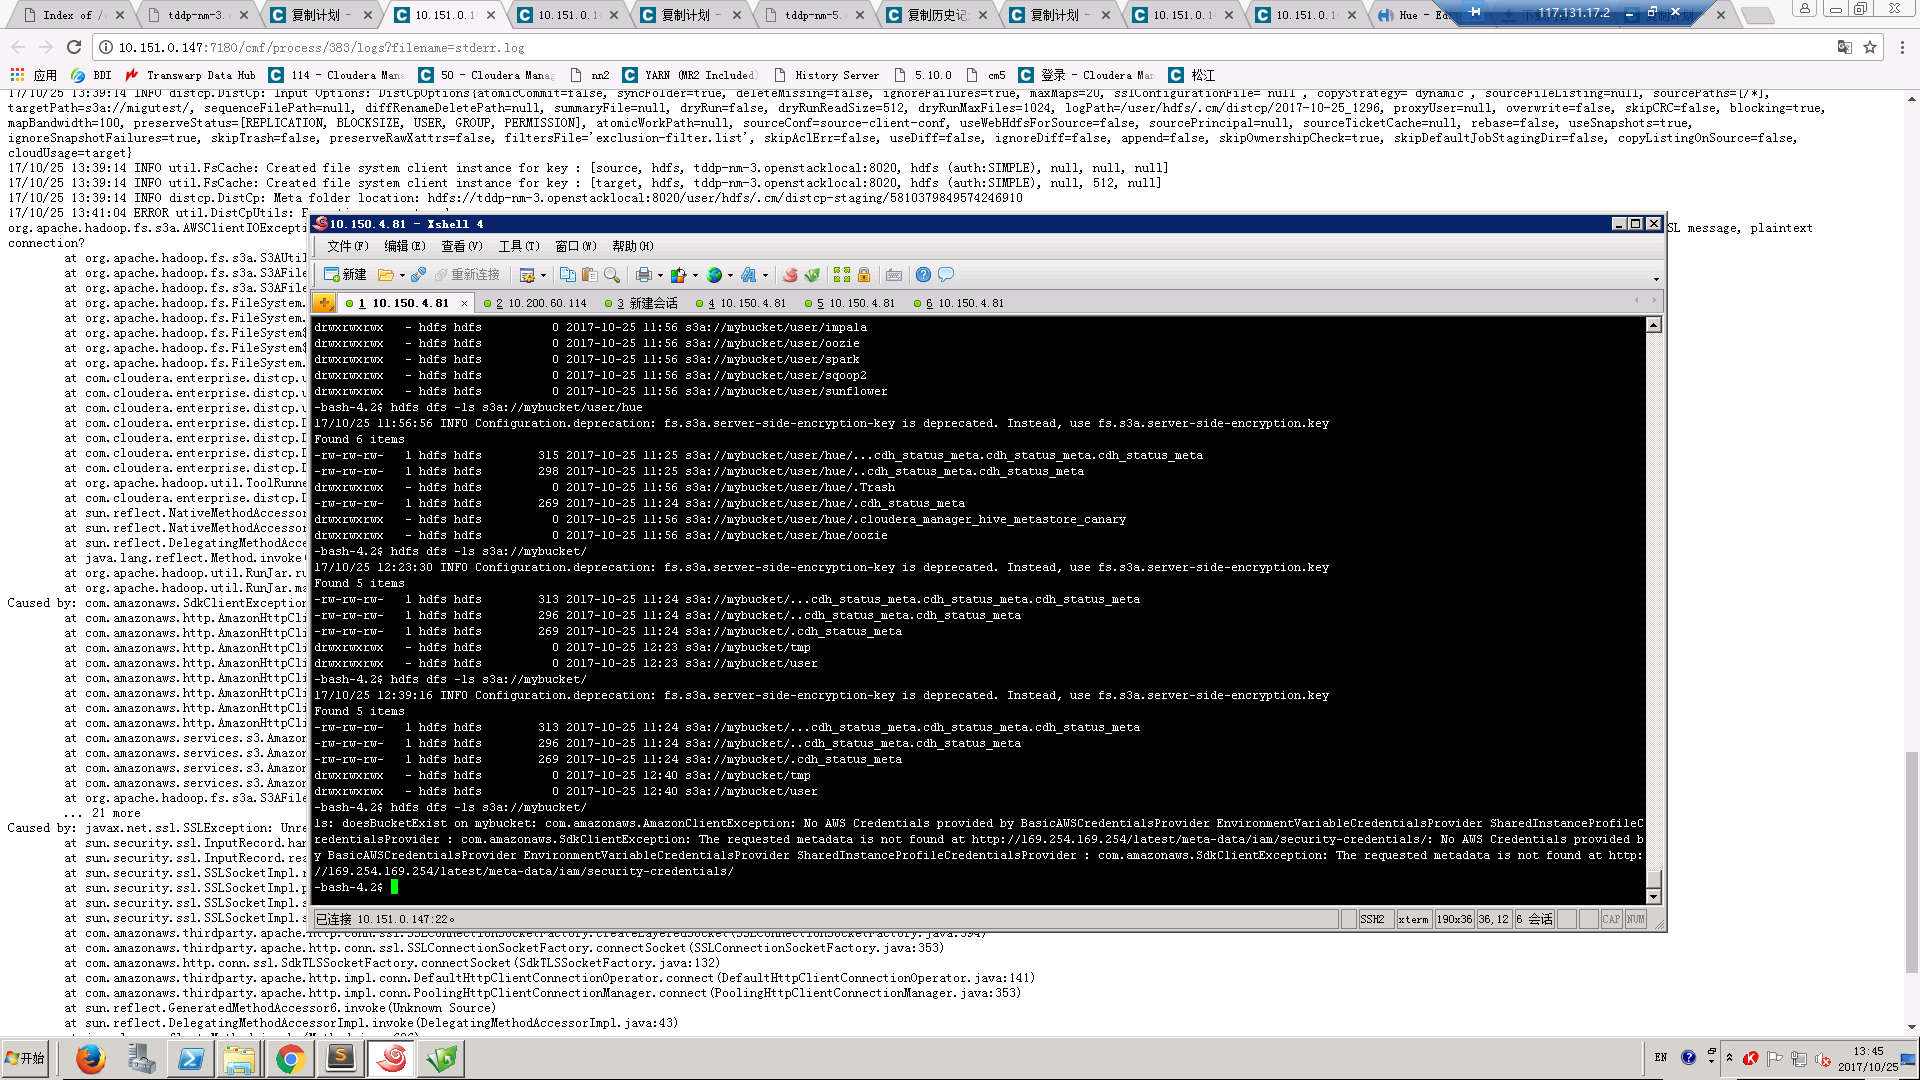 Index of /
tddp-nm-3.
复制计划 -
10.151.0.1
10.151.0.1
复制计划 -
tddp-nm-5.
复制历史记
复制计划 -
10.151.0.1
10.151.0.1
Hue - Ea
117.131.17.2
10.151.0.147:7180/cmf/process/383/logs?filename=stderr.log
应用 BDI Transwarp Data Hub 114 - Cloudera Mana 50 - Cloudera Manag nn2 YARN (MR2 Included) History Server 5.10.0 cm5 登录 - Cloudera Man 松江
17/10/25 13:39:14 INFO distcp.DistCp: Input Options: DistCpOptions{atomicCommit=false, syncFolder=true, deleteMissing=false, ignoreFailures=true, maxMaps=20, sslConfigurationFile='null', copyStrategy='dynamic', sourceFileListing=null, sourcePaths=[/*],
targetPath=s3a://migutest/, sequenceFilePath=null, diffRenameDeletePath=null, summaryFile=null, dryRun=false, dryRunReadSize=512, dryRunMaxFiles=1024, logPath=/user/hdfs/.cm/distcp/2017-10-25_1296, proxyUser=null, overwrite=false, skipCRC=false, blocking=true,
mapBandwidth=100, preserveStatus=[REPLICATION, BLOCKSIZE, USER, GROUP, PERMISSION], atomicWorkPath=null, sourceConf=source-client-conf, useWebHdfsForSource=false, sourcePrincipal=null, sourceTicketCache=null, rebase=false, useSnapshots=true,
ignoreSnapshotFailures=true, skipTrash=false, preserveRawXattrs=false, filtersFile='exclusion-filter.list', skipAclErr=false, useDiff=false, ignoreDiff=false, append=false, skipOwnershipCheck=true, skipDefaultJobStagingDir=false, copyListingOnSource=false,
cloudUsage=target}
17/10/25 13:39:14 INFO util.FsCache: Created file system client instance for key : [source, hdfs, tddp-nm-3.openstacklocal:8020, hdfs (auth:SIMPLE), null, null, null]
17/10/25 13:39:14 INFO util.FsCache: Created file system client instance for key : [target, hdfs, tddp-nm-3.openstacklocal:8020, hdfs (auth:SIMPLE), null, 512, null]
17/10/25 13:39:14 INFO distcp.DistCp: Meta folder location: hdfs://tddp-nm-3.openstacklocal:8020/user/hdfs/.cm/distcp-staging/5810379849574246910
17/10/25 13:41:04 ERROR util.DistCpUtils: E
org.apache.hadoop.fs.s3a.AWSClientIOExcepti
SL message, plaintext
connection?
at org.apache.hadoop.fs.s3a.S3AUtil
at org.apache.hadoop.fs.s3a.S3AFile
at org.apache.hadoop.fs.s3a.S3AFile
at org.apache.hadoop.fs.FileSystem.
at org.apache.hadoop.fs.FileSystem.
at org.apache.hadoop.fs.FileSystem$
at org.apache.hadoop.fs.FileSystem$
at org.apache.hadoop.fs.FileSystem.
at com.cloudera.enterprise.distcp.u
at com.cloudera.enterprise.distcp.u
at com.cloudera.enterprise.distcp.u
at com.cloudera.enterprise.distcp.D
at com.cloudera.enterprise.distcp.D
at com.cloudera.enterprise.distcp.D
at com.cloudera.enterprise.distcp.D
at org.apache.hadoop.util.ToolRunne
at com.cloudera.enterprise.distcp.D
at sun.reflect.NativeMethodAccessor
at sun.reflect.NativeMethodAccessor
at sun.reflect.DelegatingMethodAcce
at java.lang.reflect.Method.invoke(
at org.apache.hadoop.util.RunJar.ru
at org.apache.hadoop.util.RunJar.ma
Caused by: com.amazonaws.SdkClientException
at com.amazonaws.http.AmazonHttpCli
at com.amazonaws.http.AmazonHttpCli
at com.amazonaws.http.AmazonHttpCli
at com.amazonaws.http.AmazonHttpCli
at com.amazonaws.http.AmazonHttpCli
at com.amazonaws.http.AmazonHttpCli
at com.amazonaws.http.AmazonHttpCli
at com.amazonaws.http.AmazonHttpCli
at com.amazonaws.services.s3.Amazon
at com.amazonaws.services.s3.Amazon
at com.amazonaws.services.s3.Amazon
at com.amazonaws.services.s3.Amazon
at org.apache.hadoop.fs.s3a.S3AFile
... 21 more
Caused by: javax.net.ssl.SSLException: Unre
at sun.security.ssl.InputRecord.han
at sun.security.ssl.InputRecord.rea
at sun.security.ssl.SSLSocketImpl.r
at sun.security.ssl.SSLSocketImpl.p
at sun.security.ssl.SSLSocketImpl.s
at sun.security.ssl.SSLSocketImpl.s
at com.amazonaws.thirdparty.apache.http.conn.ssl.SSLConnectionSocketFactory.createLayeredSocket(SSLConnectionSocketFactory.java:394)
at com.amazonaws.thirdparty.apache.http.conn.ssl.SSLConnectionSocketFactory.connectSocket(SSLConnectionSocketFactory.java:353)
at com.amazonaws.http.conn.ssl.SdkTLSSocketFactory.connectSocket(SdkTLSSocketFactory.java:132)
at com.amazonaws.thirdparty.apache.http.impl.conn.DefaultHttpClientConnectionOperator.connect(DefaultHttpClientConnectionOperator.java:141)
at com.amazonaws.thirdparty.apache.http.impl.conn.PoolingHttpClientConnectionManager.connect(PoolingHttpClientConnectionManager.java:353)
at sun.reflect.GeneratedMethodAccessor6.invoke(Unknown Source)
at sun.reflect.DelegatingMethodAccessorImpl.invoke(DelegatingMethodAccessorImpl.java:43)
10.150.4.81 - Xshell 4
文件(F) 编辑(E) 查看(V) 工具(T) 窗口(W) 帮助(H)
新建 重新连接
1 10.150.4.81 2 10.200.60.114 3 新建会话 4 10.150.4.81 5 10.150.4.81 6 10.150.4.81
drwxrwxrwx - hdfs hdfs 0 2017-10-25 11:56 s3a://mybucket/user/impala
drwxrwxrwx - hdfs hdfs 0 2017-10-25 11:56 s3a://mybucket/user/oozie
drwxrwxrwx - hdfs hdfs 0 2017-10-25 11:56 s3a://mybucket/user/spark
drwxrwxrwx - hdfs hdfs 0 2017-10-25 11:56 s3a://mybucket/user/sqoop2
drwxrwxrwx - hdfs hdfs 0 2017-10-25 11:56 s3a://mybucket/user/sunflower
-bash-4.2$ hdfs dfs -ls s3a://mybucket/user/hue
17/10/25 11:56:56 INFO Configuration.deprecation: fs.s3a.server-side-encryption-key is deprecated. Instead, use fs.s3a.server-side-encryption.key
Found 6 items
-rw-rw-rw- 1 hdfs hdfs 315 2017-10-25 11:25 s3a://mybucket/user/hue/...cdh_status_meta.cdh_status_meta.cdh_status_meta
-rw-rw-rw- 1 hdfs hdfs 298 2017-10-25 11:25 s3a://mybucket/user/hue/..cdh_status_meta.cdh_status_meta
drwxrwxrwx - hdfs hdfs 0 2017-10-25 11:56 s3a://mybucket/user/hue/.Trash
-rw-rw-rw- 1 hdfs hdfs 269 2017-10-25 11:24 s3a://mybucket/user/hue/.cdh_status_meta
drwxrwxrwx - hdfs hdfs 0 2017-10-25 11:56 s3a://mybucket/user/hue/.cloudera_manager_hive_metastore_canary
drwxrwxrwx - hdfs hdfs 0 2017-10-25 11:56 s3a://mybucket/user/hue/oozie
-bash-4.2$ hdfs dfs -ls s3a://mybucket/
17/10/25 12:23:30 INFO Configuration.deprecation: fs.s3a.server-side-encryption-key is deprecated. Instead, use fs.s3a.server-side-encryption.key
Found 5 items
-rw-rw-rw- 1 hdfs hdfs 313 2017-10-25 11:24 s3a://mybucket/...cdh_status_meta.cdh_status_meta.cdh_status_meta
-rw-rw-rw- 1 hdfs hdfs 296 2017-10-25 11:24 s3a://mybucket/..cdh_status_meta.cdh_status_meta
-rw-rw-rw- 1 hdfs hdfs 269 2017-10-25 11:24 s3a://mybucket/.cdh_status_meta
drwxrwxrwx - hdfs hdfs 0 2017-10-25 12:23 s3a://mybucket/tmp
drwxrwxrwx - hdfs hdfs 0 2017-10-25 12:23 s3a://mybucket/user
-bash-4.2$ hdfs dfs -ls s3a://mybucket/
17/10/25 12:39:16 INFO Configuration.deprecation: fs.s3a.server-side-encryption-key is deprecated. Instead, use fs.s3a.server-side-encryption.key
Found 5 items
-rw-rw-rw- 1 hdfs hdfs 313 2017-10-25 11:24 s3a://mybucket/...cdh_status_meta.cdh_status_meta.cdh_status_meta
-rw-rw-rw- 1 hdfs hdfs 296 2017-10-25 11:24 s3a://mybucket/..cdh_status_meta.cdh_status_meta
-rw-rw-rw- 1 hdfs hdfs 269 2017-10-25 11:24 s3a://mybucket/.cdh_status_meta
drwxrwxrwx - hdfs hdfs 0 2017-10-25 12:40 s3a://mybucket/tmp
drwxrwxrwx - hdfs hdfs 0 2017-10-25 12:40 s3a://mybucket/user
-bash-4.2$ hdfs dfs -ls s3a://mybucket/
ls: doesBucketExist on mybucket: com.amazonaws.AmazonClientException: No AWS Credentials provided by BasicAWSCredentialsProvider EnvironmentVariableCredentialsProvider SharedInstanceProfileC
redentialsProvider : com.amazonaws.SdkClientException: The requested metadata is not found at http://169.254.169.254/latest/meta-data/iam/security-credentials/: No AWS Credentials provided b
y BasicAWSCredentialsProvider EnvironmentVariableCredentialsProvider SharedInstanceProfileCredentialsProvider : com.amazonaws.SdkClientException: The requested metadata is not found at http:
//169.254.169.254/latest/meta-data/iam/security-credentials/
-bash-4.2$
已连接 10.151.0.147:22。 SSH2 xterm 190x36 36,12 6 会话 CAP NUM
开始
EN
13:45
2017/10/25